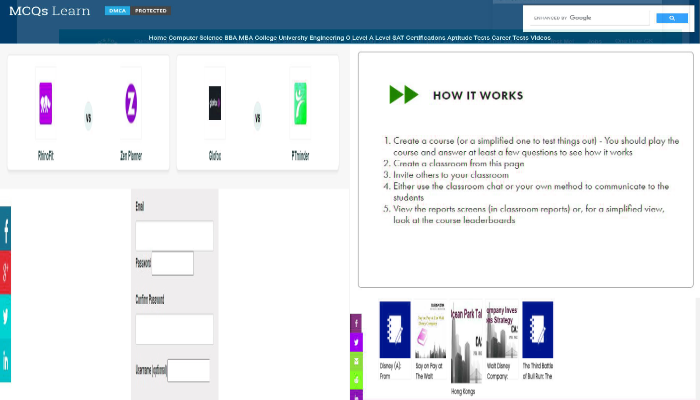 MCQs Learn
DMCA PROTECTED
ENHANCED BY Google
Home Computer Science BBA MBA College University Engineering O Level A Level SAT Certifications Aptitude Tests Career Tests Videos
VS
RhinoFit
Zen Planner
VS
Glofox
PTminder
HOW IT WORKS
1. Create a course (or a simplified one to test things out) - You should play the
course and answer at least a few questions to see how it works
2. Create a classroom from this page
3. Invite others to your classroom
4. Either use the classroom chat or your own method to communicate to the
students
5. View the reports screens (in classroom reports) or, for a simplified view,
look at the course leaderboards
Email
Password
Confirm Password
Username (optional)
Disney (A):
From
Say on Pay at
The Walt
Ocean Park Tal
Hong Kongs
ompany Inves
s Strategy
Walt Disney
Company:
The Third Battle
of Bull Run: The